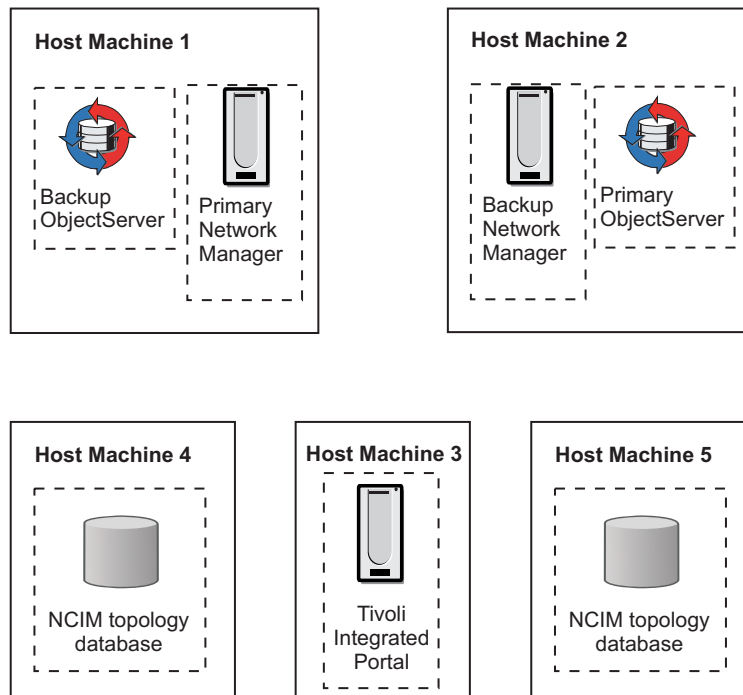 Host Machine 1
Backup
ObjectServer
Primary
Network
Manager
Host Machine 2
Backup
Network
Manager
Primary
ObjectServer
Host Machine 4
NCIM topology
database
Host Machine 3
Tivoli
Integrated
Portal
Host Machine 5
NCIM topology
database